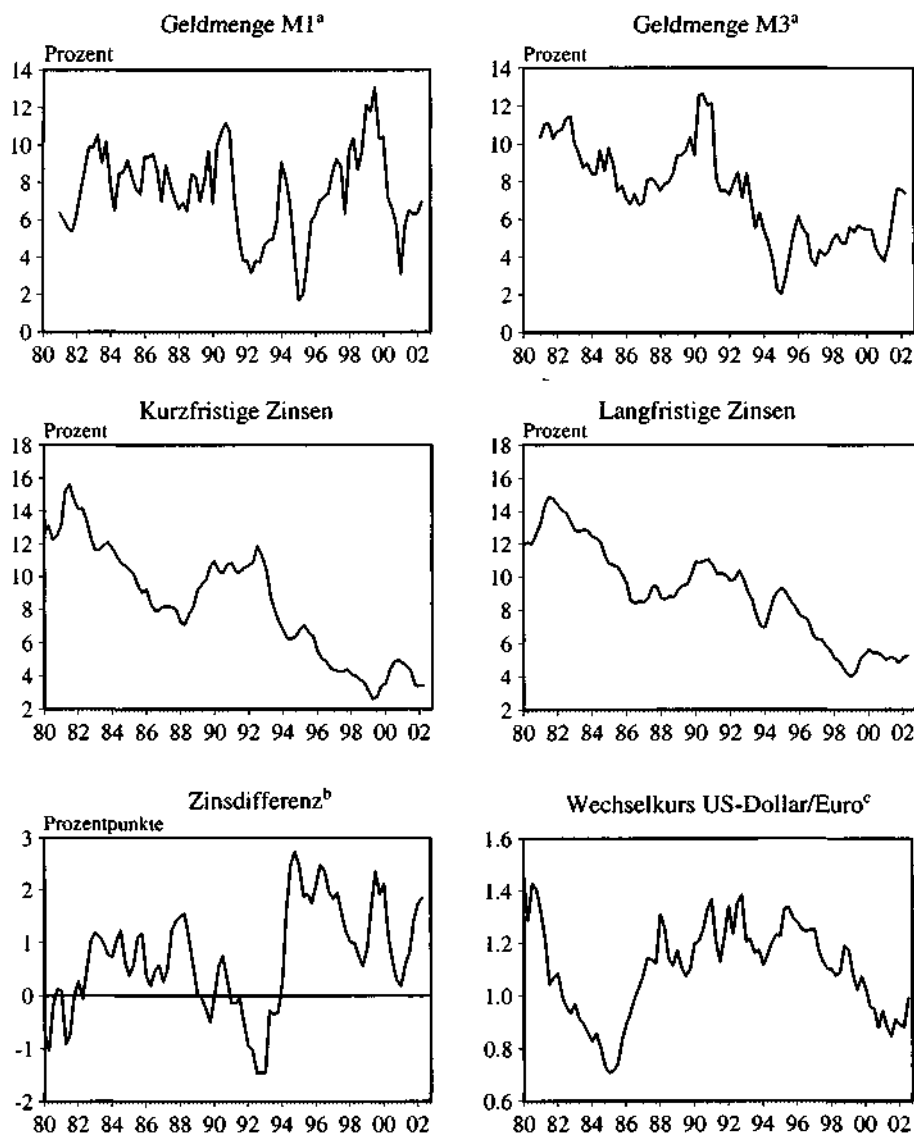 Geldmenge M1ᵃ
Prozent
14
12
10
8
6
4
2
0
80 82 84 86 88 90 92 94 96 98 00 02
Geldmenge M3ᵃ
Prozent
14
12
10
8
6
4
2
0
80 82 84 86 88 90 92 94 96 98 00 02
Kurzfristige Zinsen
Prozent
18
16
14
12
10
8
6
4
2
80 82 84 86 88 90 92 94 96 98 00 02
Langfristige Zinsen
Prozent
18
16
14
12
10
8
6
4
2
80 82 84 86 88 90 92 94 96 98 00 02
Zinsdifferenzᵇ
Prozentpunkte
3
2
1
0
-1
-2
80 82 84 86 88 90 92 94 96 98 00 02
Wechselkurs US-Dollar/Euroᶜ
1.6
1.4
1.2
1.0
0.8
0.6
80 82 84 86 88 90 92 94 96 98 00 02